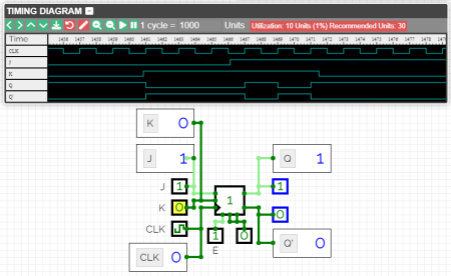 TIMING DIAGRAM
1 cycle = 1000 Units Utilization: 10 Units (1%) Recommended Units: 30
Time
CLK
J
K
Q
Q
K 0
J 1
Q 1
J 1
1
1
K 0
0
CLK
1 0
E
CLK 0
Q' 0